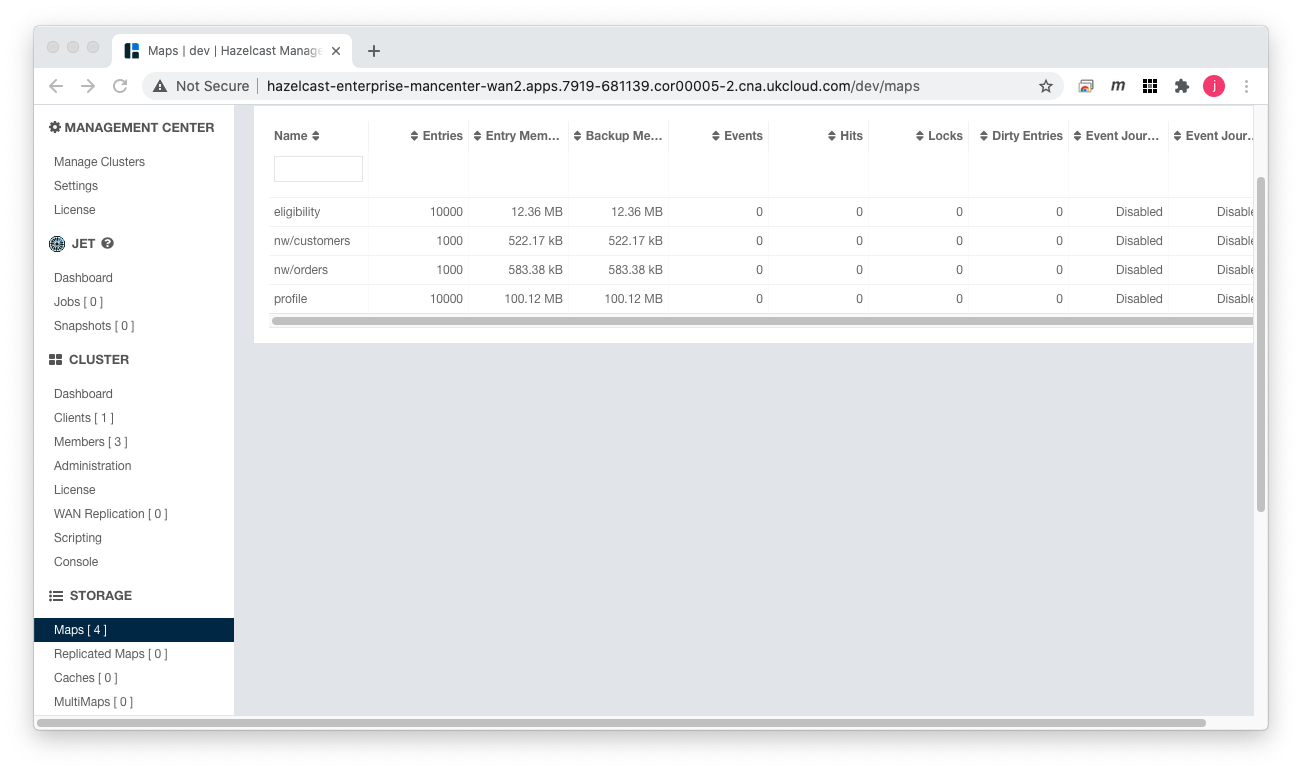 Maps | dev | Hazelcast Manage
Not Secure hazelcast-enterprise-mancenter-wan2.apps.7919-681139.cor00005-2.cna.ukcloud.com/dev/maps
m
j
MANAGEMENT CENTER
Manage Clusters
Settings
License
JET
Dashboard
Jobs [ 0 ]
Snapshots [ 0 ]
CLUSTER
Dashboard
Clients [ 1 ]
Members [ 3 ]
Administration
License
WAN Replication [ 0 ]
Scripting
Console
STORAGE
Maps [ 4 ]
Replicated Maps [ 0 ]
Caches [ 0 ]
MultiMaps [ 0 ]
Name Entries Entry Mem... Backup Me... Events Hits Locks Dirty Entries Event Jour... Event Jour..
eligibility 10000 12.36 MB 12.36 MB 0 0 0 0 Disabled Disable
nw/customers 1000 522.17 kB 522.17 kB 0 0 0 0 Disabled Disable
nw/orders 1000 583.38 kB 583.38 kB 0 0 0 0 Disabled Disable
profile 10000 100.12 MB 100.12 MB 0 0 0 0 Disabled Disable